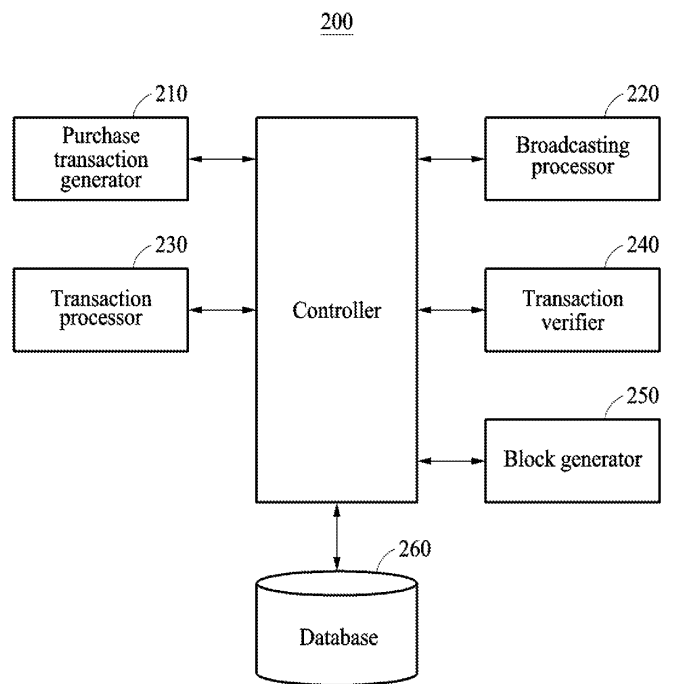 200
210
Purchase
transaction
generator
220
Broadcasting
processor
230
Transaction
processor
Controller
240
Transaction
verifier
250
Block generator
260
Database